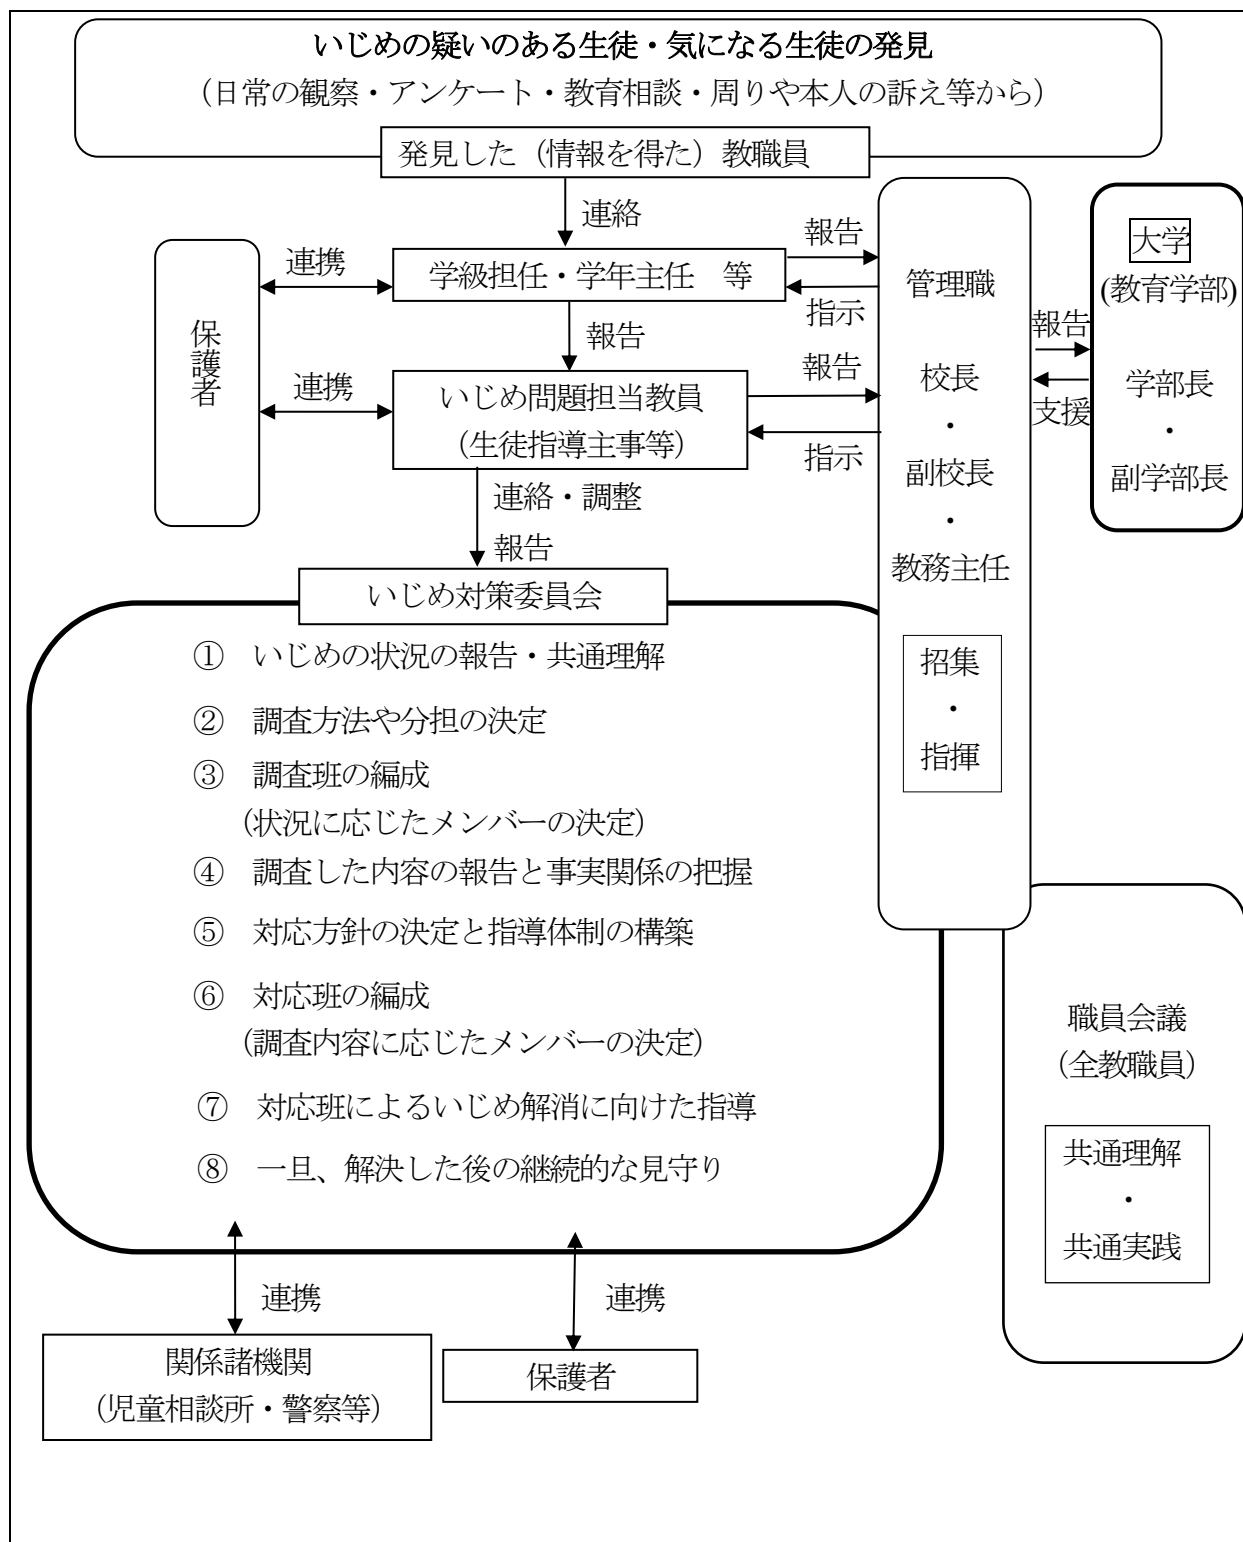 いじめの疑いのある生徒・気になる生徒の発見
（日常の観察・アンケート・教育相談・周りや本人の訴え等から）
発見した（情報を得た）教職員
連絡
保護者
連携
学級担任・学年主任　等
報告
指示
報告
連携
いじめ問題担当教員
（生徒指導主事等）
報告
指示
連絡・調整
報告
管理職
校長
・
副校長
・
教務主任
招集
・
指揮
報告
支援
大学
(教育学部)
学部長
・
副学部長
いじめ対策委員会
①　いじめの状況の報告・共通理解
②　調査方法や分担の決定
③　調査班の編成
（状況に応じたメンバーの決定）
④　調査した内容の報告と事実関係の把握
⑤　対応方針の決定と指導体制の構築
⑥　対応班の編成
（調査内容に応じたメンバーの決定）
⑦　対応班によるいじめ解消に向けた指導
⑧　一旦、解決した後の継続的な見守り
職員会議
（全教職員）
共通理解
・
共通実践
連携
連携
関係諸機関
（児童相談所・警察等）
保護者